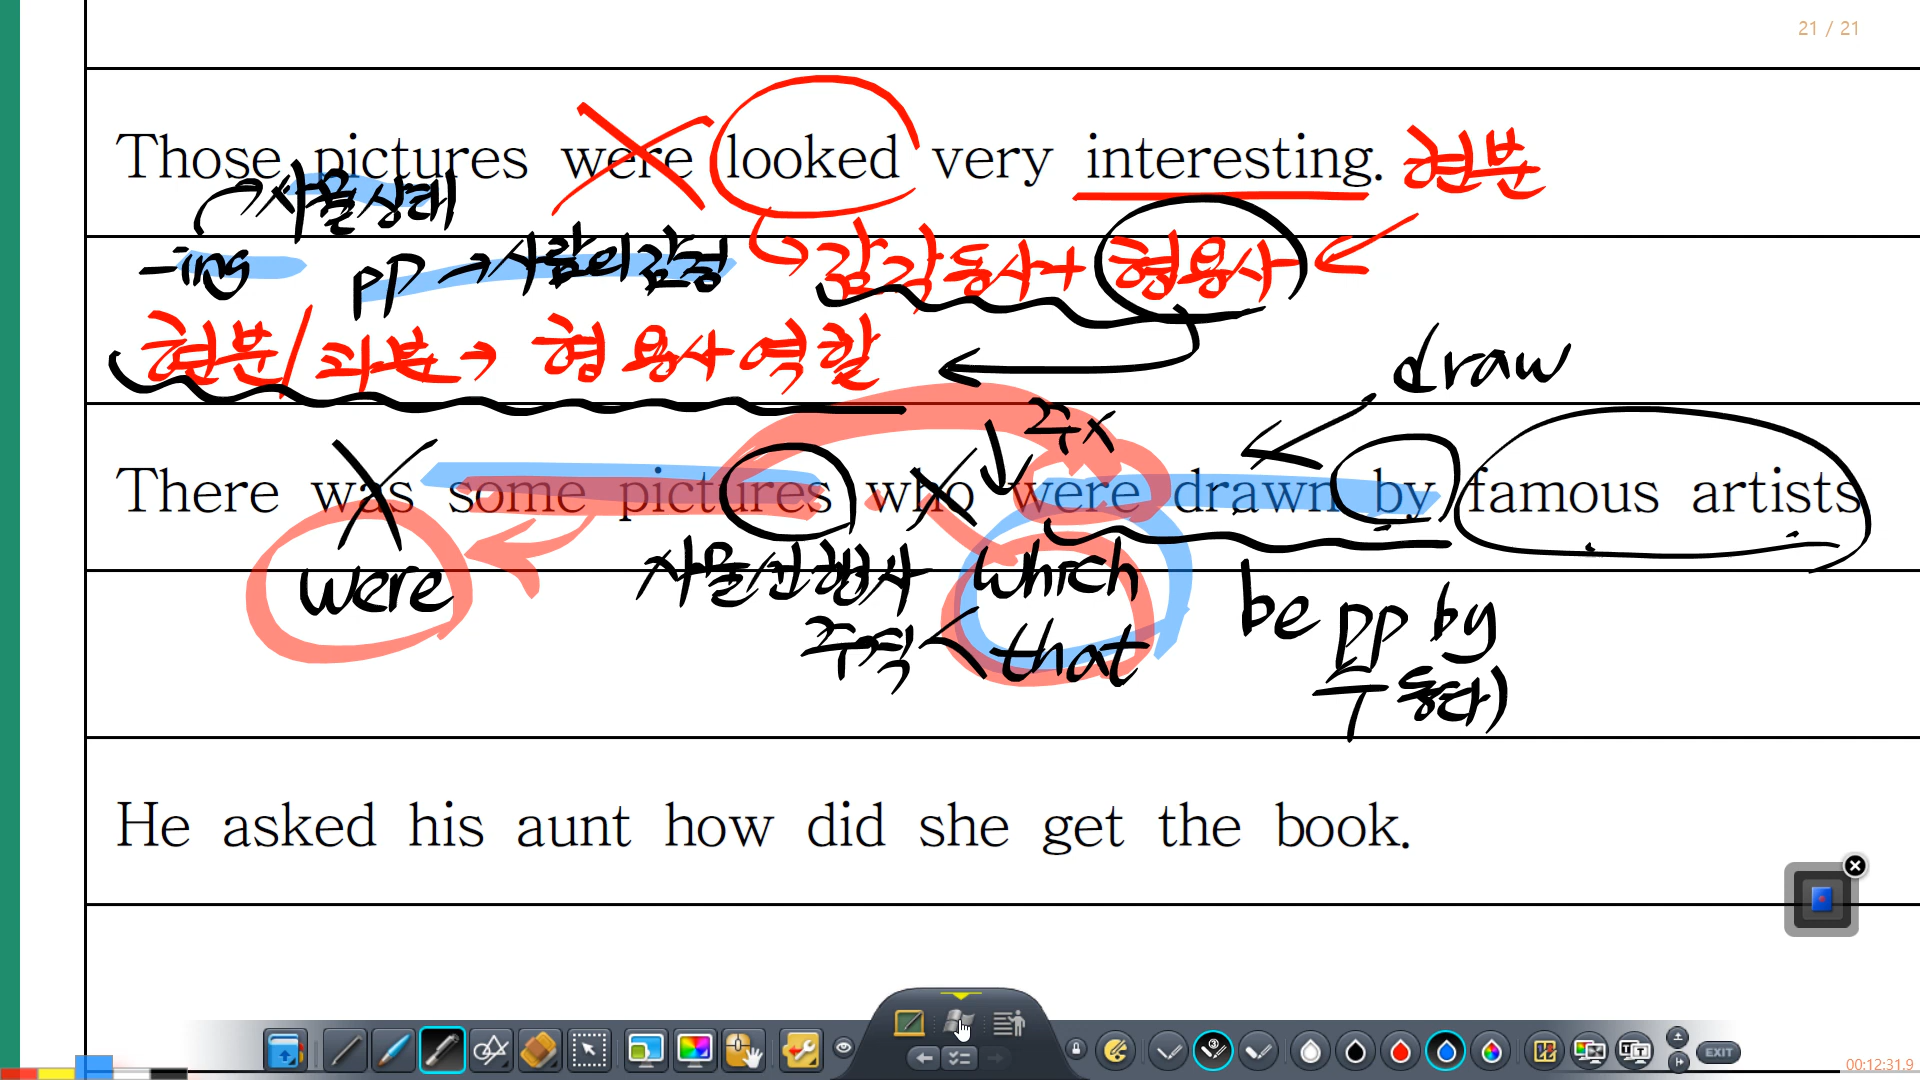 21 / 21
Those pictures were looked very interesting. 현분
→ 사물상태
-ing pp → 사람의감정 감각동사+ 형용사
현분/과분→ 형용사역할
draw
주x
There was some pictures who were drawn by famous artists
were 사물선행사 which
주격 < that
be pp by
수동태)
He asked his aunt how did she get the book.
EXIT
00:12:31.9